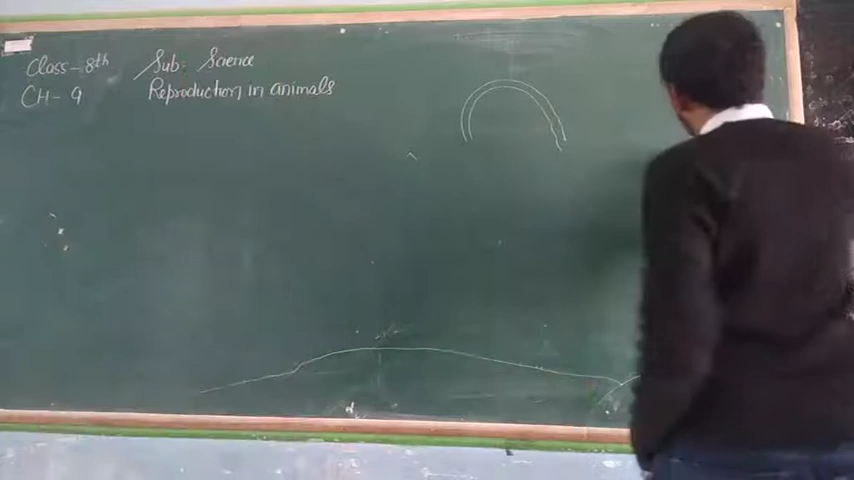 Class - 8th Sub: Science
CH - 9 Reproduction in animals